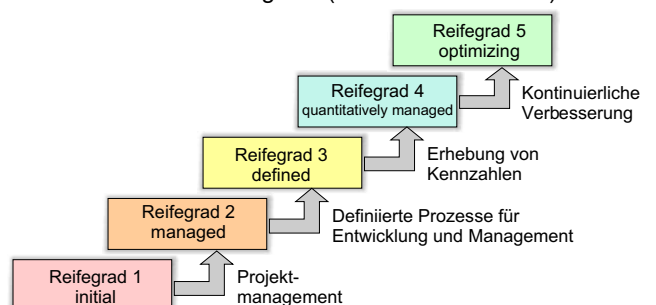 Reifegrad 5
optimizing
Reifegrad 4
quantitatively managed
Kontinuierliche
Verbesserung
Reifegrad 3
defined
Erhebung von
Kennzahlen
Reifegrad 2
managed
Definierte Prozesse für
Entwicklung und Management
Reifegrad 1
initial
Projekt-
management